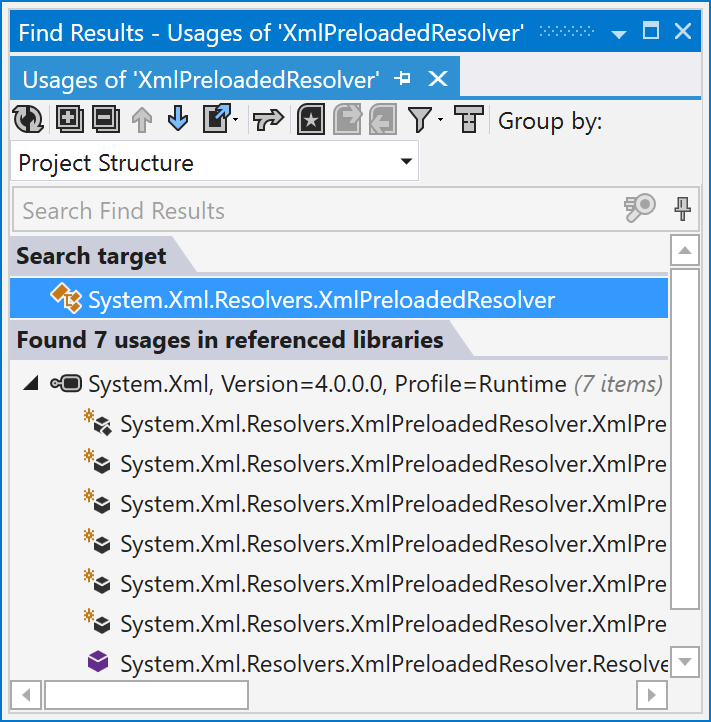 Find Results - Usages of 'XmlPreloadedResolver'
Usages of 'XmlPreloadedResolver'
Group by:
Project Structure
Search Find Results
Search target
System.Xml.Resolvers.XmlPreloadedResolver
Found 7 usages in referenced libraries
System.Xml, Version=4.0.0.0, Profile=Runtime (7 items)
System.Xml.Resolvers.XmlPreloadedResolver.XmlPre
System.Xml.Resolvers.XmlPreloadedResolver.XmlPre
System.Xml.Resolvers.XmlPreloadedResolver.XmlPre
System.Xml.Resolvers.XmlPreloadedResolver.XmlPre
System.Xml.Resolvers.XmlPreloadedResolver.XmlPre
System.Xml.Resolvers.XmlPreloadedResolver.XmlPre
System.Xml.Resolvers.XmlPreloadedResolver.Resolve